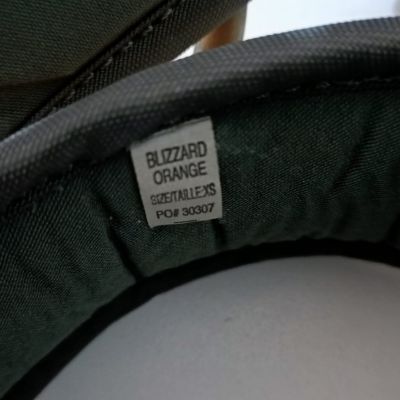 BLIZZARD
ORANGE
SIZE/TAILLE:XS
PO# 30307